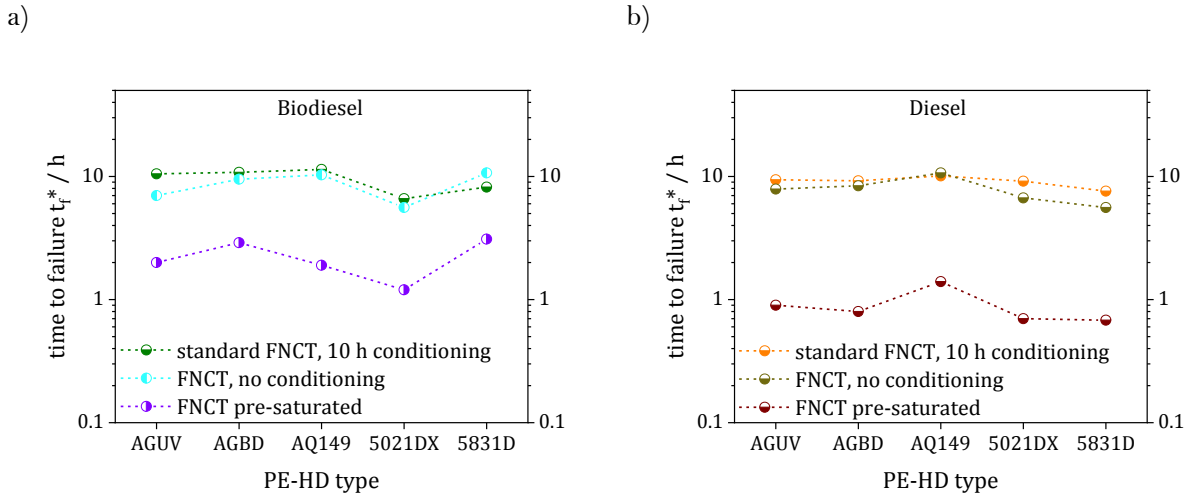 a)
Biodiesel
time to failure t_f* / h
10
1
0.1
10
1
0.1
standard FNCT, 10 h conditioning
FNCT, no conditioning
FNCT pre-saturated
AGUV AGBD AQ149 5021DX 5831D
PE-HD type
b)
Diesel
time to failure t_f* / h
10
1
0.1
10
1
0.1
standard FNCT, 10 h conditioning
FNCT, no conditioning
FNCT pre-saturated
AGUV AGBD AQ149 5021DX 5831D
PE-HD type